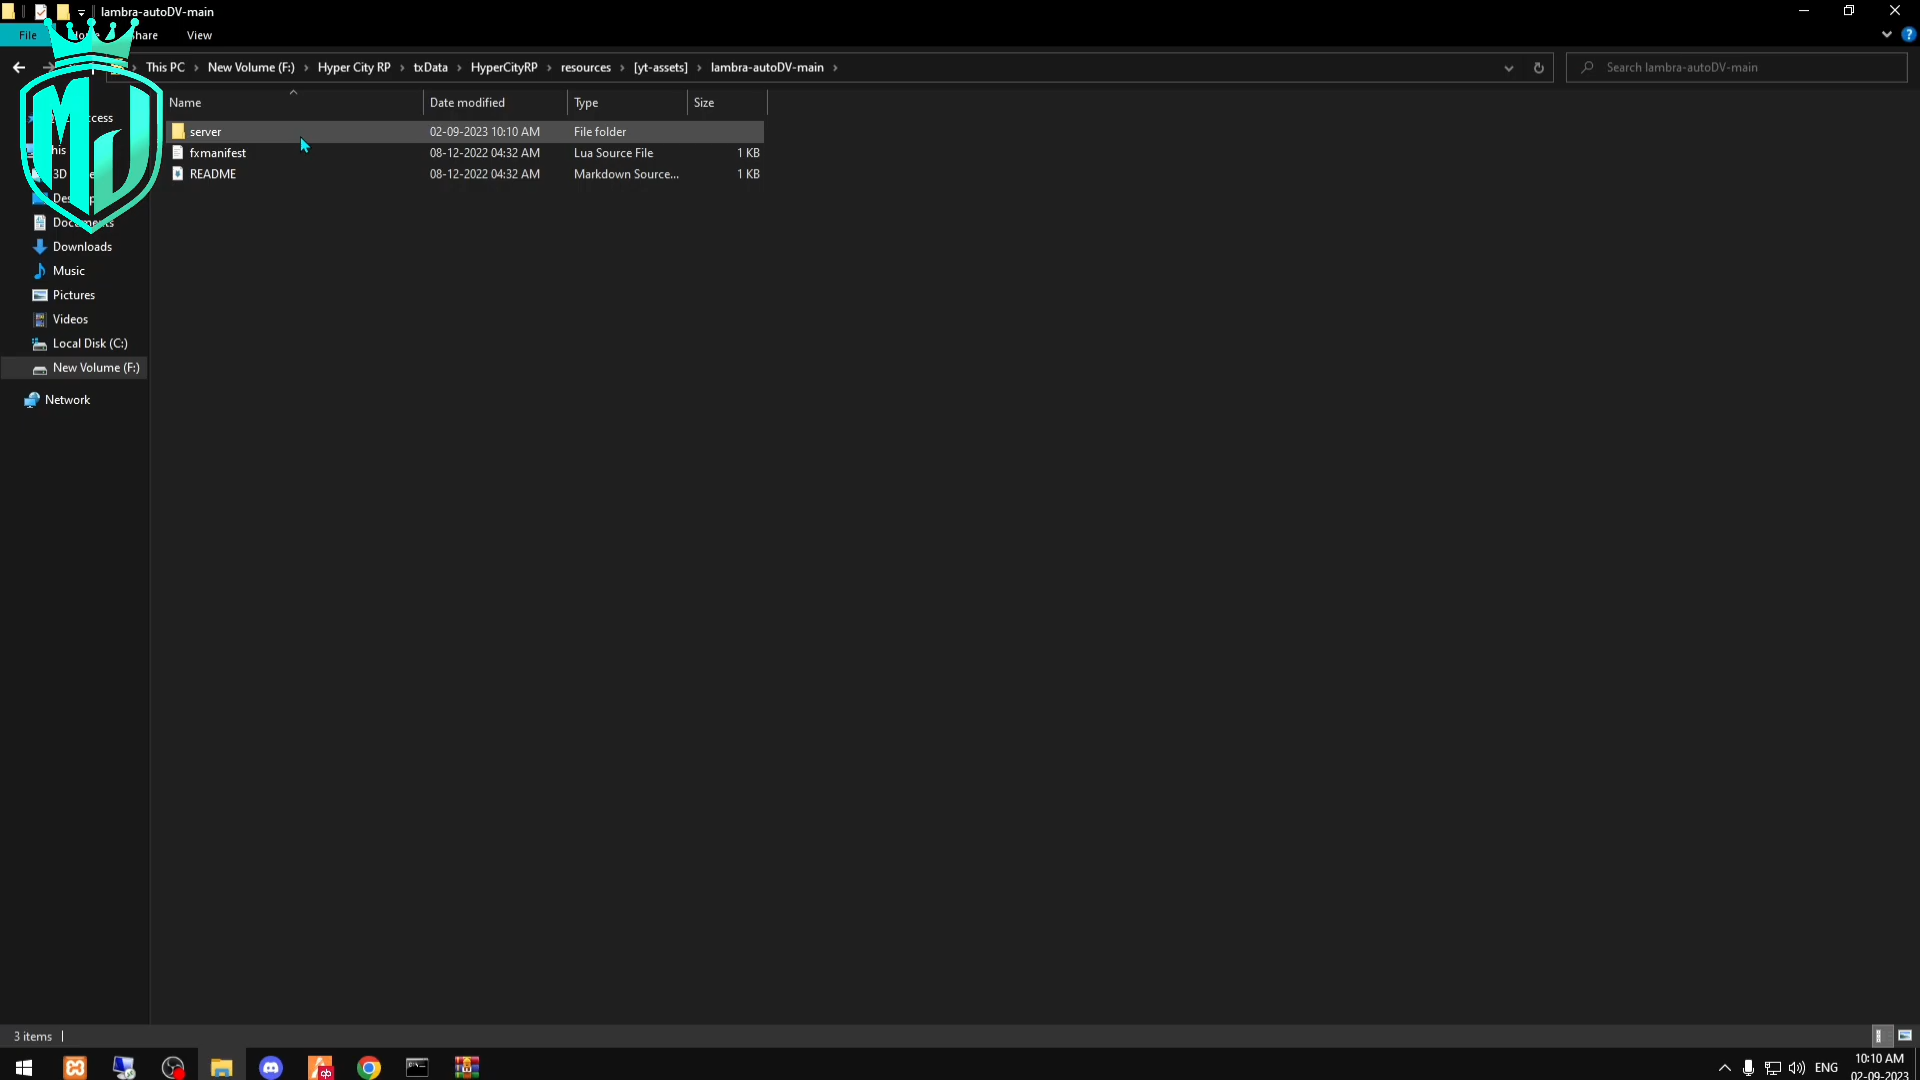 lambra-autoDV-main
File
View
This PC › New Volume (F:) › Hyper City RP › txData › HyperCityRP › resources › [yt-assets] › lambra-autoDV-main ›
Search lambra-autoDV-main
Name Date modified Type Size
server 02-09-2023 10:10 AM File folder
fxmanifest 08-12-2022 04:32 AM Lua Source File 1 KB
README 08-12-2022 04:32 AM Markdown Source... 1 KB
Documents
Downloads
Music
Pictures
Videos
Local Disk (C:)
New Volume (F:)
Network
3 items
ENG
10:10 AM
02-09-2023